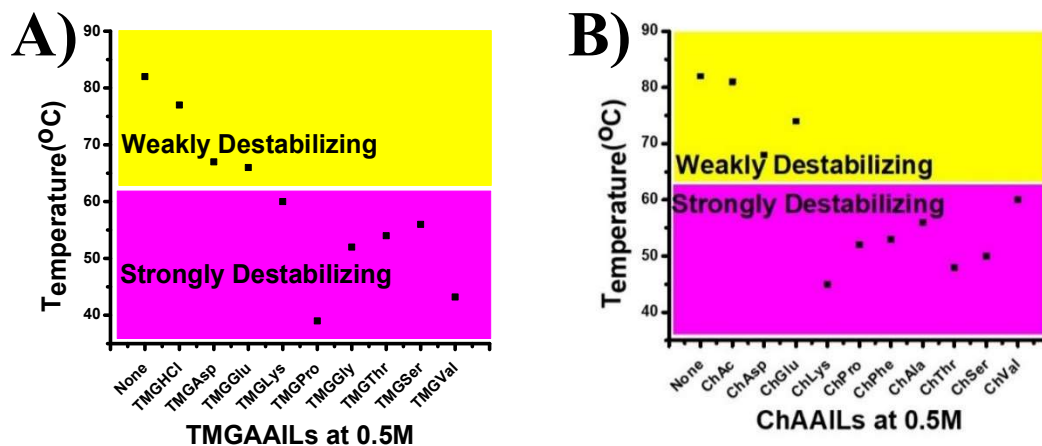 A)
Temperature(°C)
90
80
70
60
50
40
Weakly Destabilizing
Strongly Destabilizing
None
TMGHCl
TMGAsp
TMGGlu
TMGLys
TMGPro
TMGGly
TMGThr
TMGSer
TMGVal
TMGAAILs at 0.5M
B)
Temperature(°C)
90
80
70
60
50
40
Weakly Destabilizing
Strongly Destabilizing
None
ChAc
ChAsp
ChGlu
ChLys
ChPro
ChPhe
ChAla
ChThr
ChSer
ChVal
ChAAILs at 0.5M